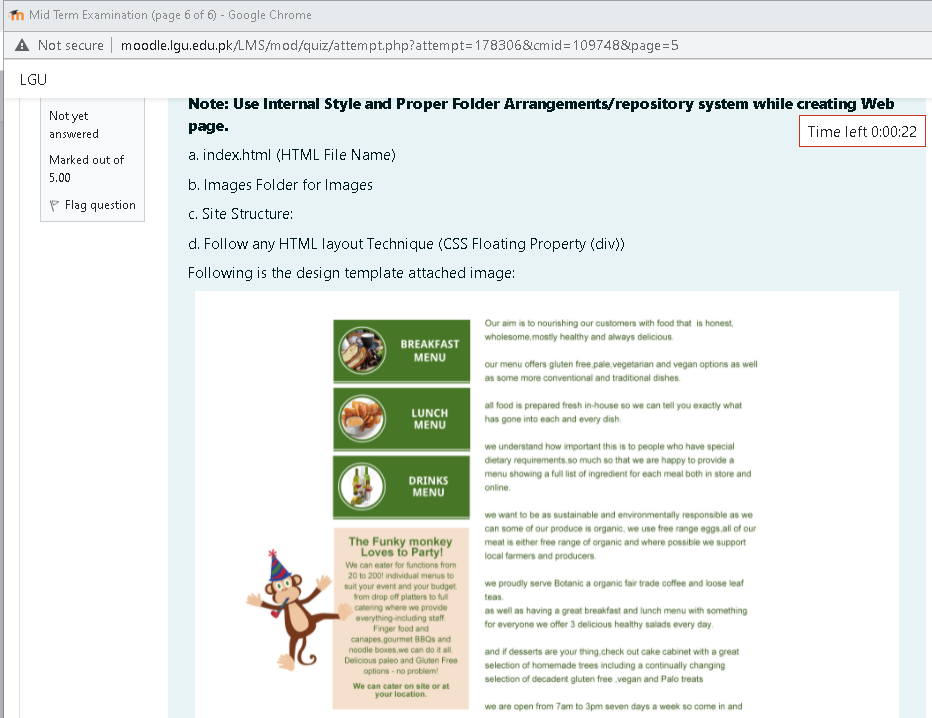 Mid Term Examination (page 6 of 6) - Google Chrome
Not secure | moodle.lgu.edu.pk/LMS/mod/quiz/attempt.php?attempt=178306&cmid=109748&page=5
LGU
Not yet
answered
Marked out of
5.00
Flag question
Note: Use Internal Style and Proper Folder Arrangements/repository system while creating Web
page.
Time left 0:00:22
a. index.html (HTML File Name)
b. Images Folder for Images
c. Site Structure:
d. Follow any HTML layout Technique (CSS Floating Property (div))
Following is the design template attached image:
BREAKFAST
MENU
LUNCH
MENU
DRINKS
MENU
The Funky monkey
Loves to Party!
We can eater for functions from
20 to 200! individual menus to
suit your event and your budget.
from drop off platters to full
catering where we provide
everything-including staff.
Finger food and
canapes,gourmet BBQs and
noodle boxes,we can do it all.
Delicious paleo and Gluten Free
options - no problem!
We can cater on site or at
your location.
Our aim is to nourishing our customers with food that is honest,
wholesome,mostly healthy and always delicious.
our menu offers gluten free,pale,vegetarian and vegan options as well
as some more conventional and traditional dishes.
all food is prepared fresh in-house so we can tell you exactly what
has gone into each and every dish.
we understand how important this is to people who have special
dietary requirements,so much so that we are happy to provide a
menu showing a full list of ingredient for each meal both in store and
online.
we want to be as sustainable and environmentally responsible as we
can some of our produce is organic, we use free range eggs,all of our
meat is either free range of organic and where possible we support
local farmers and producers.
we proudly serve Botanic a organic fair trade coffee and loose leaf
teas.
as well as having a great breakfast and lunch menu with something
for everyone we offer 3 delicious healthy salads every day.
and if desserts are your thing,check out cake cabinet with a great
selection of homemade trees including a continually changing
selection of decadent gluten free ,vegan and Palo treats
we are open from 7am to 3pm seven days a week so come in and